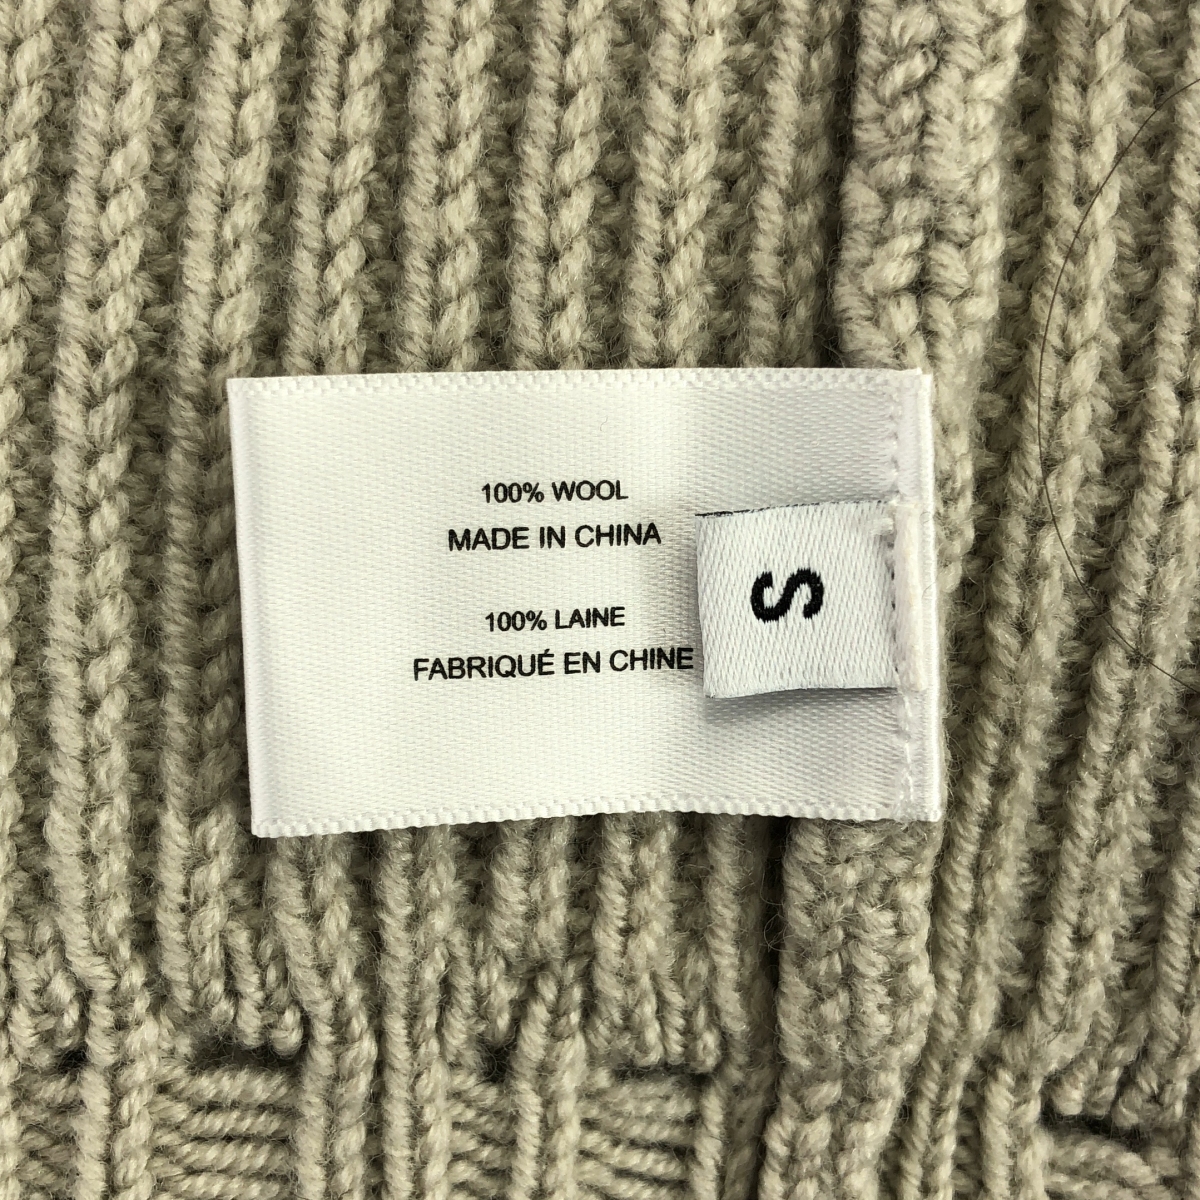 100% WOOL
MADE IN CHINA
100% LAINE
FABRIQUÉ EN CHINE
S